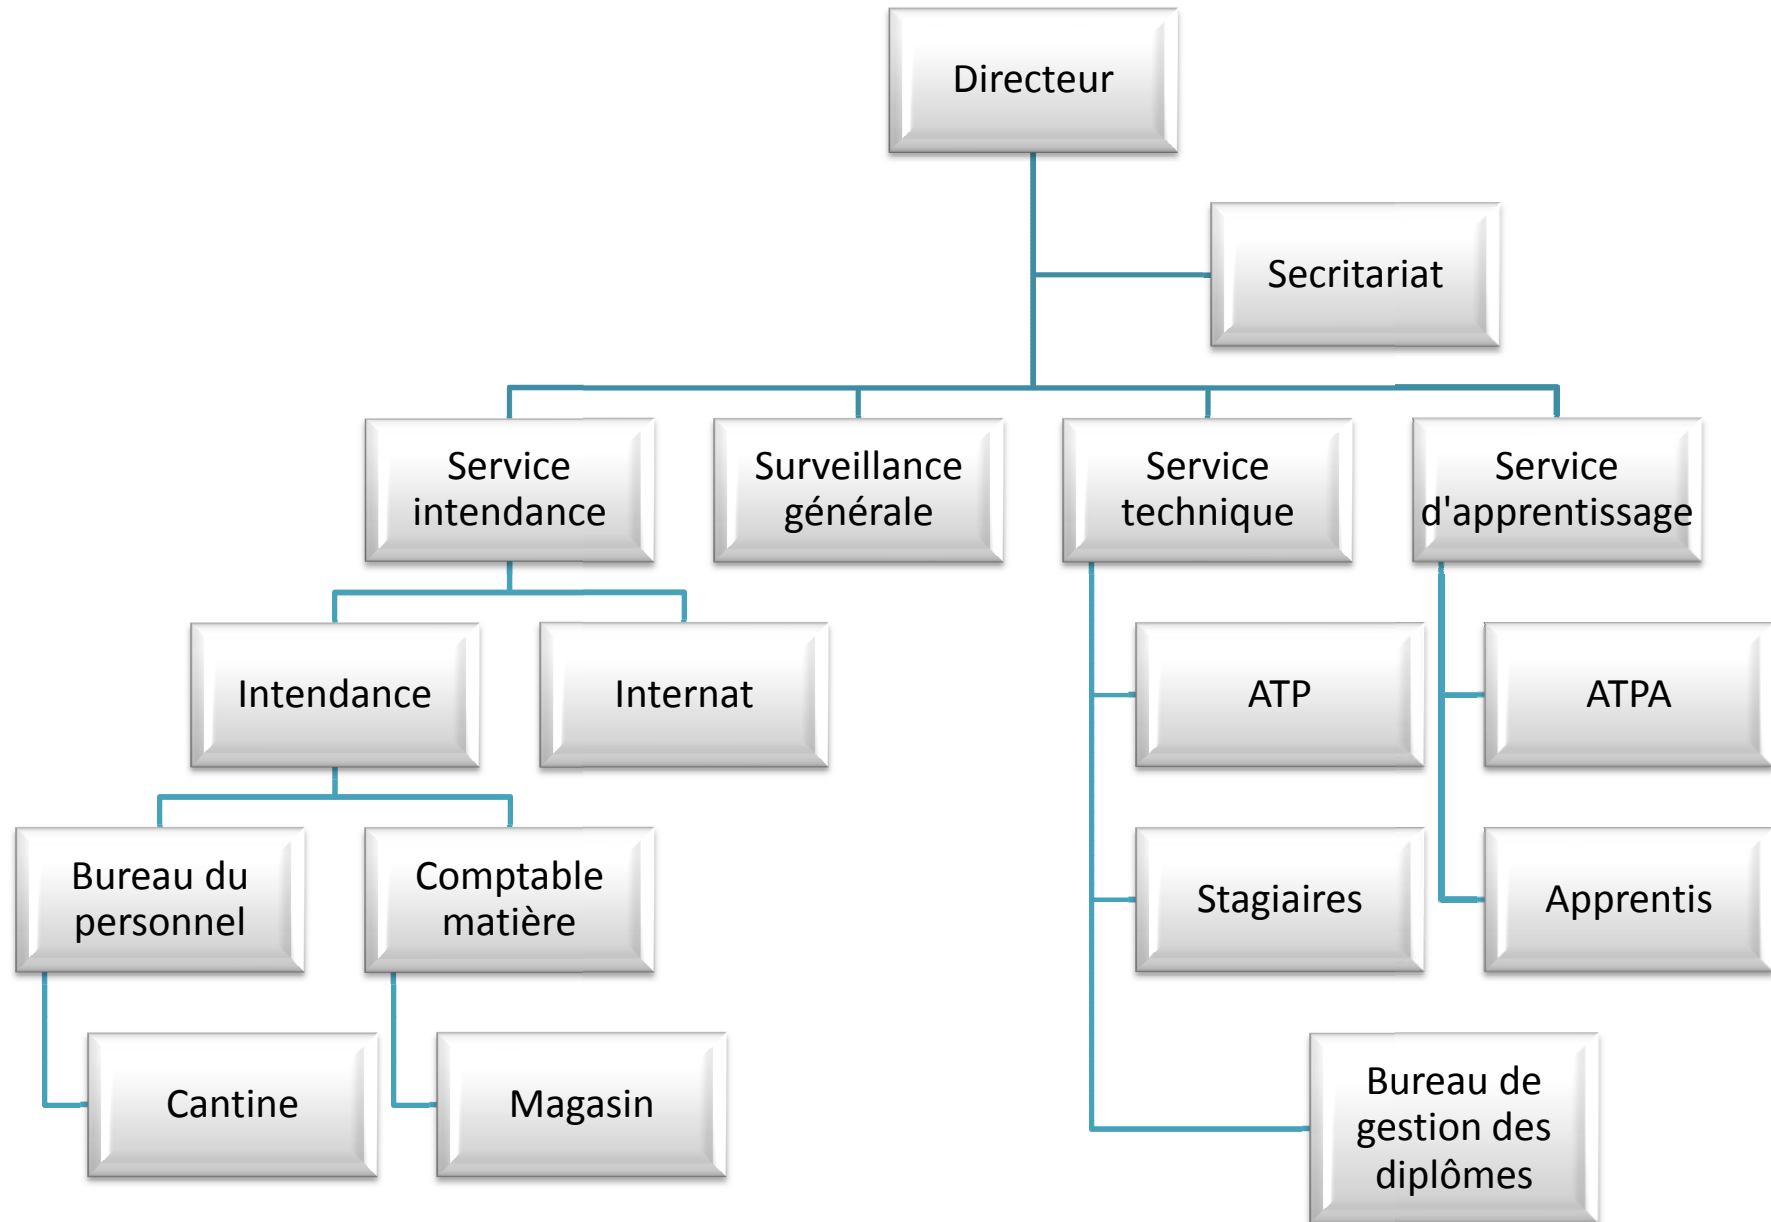 Directeur
Secritariat
Service
intendance
Surveillance
générale
Service
technique
Service
d'apprentissage
Intendance
Internat
ATP
ATPA
Bureau du
personnel
Comptable
matière
Stagiaires
Apprentis
Cantine
Magasin
Bureau de
gestion des
diplômes